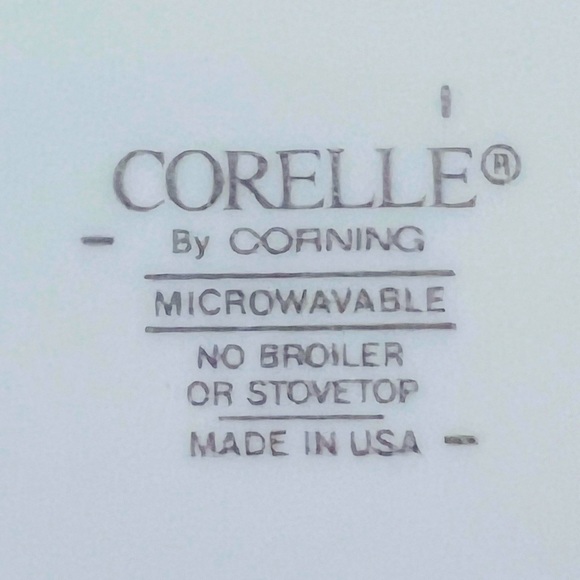 CORELLE®
By CORNING
MICROWAVABLE
NO BROILER
OR STOVETOP
MADE IN USA